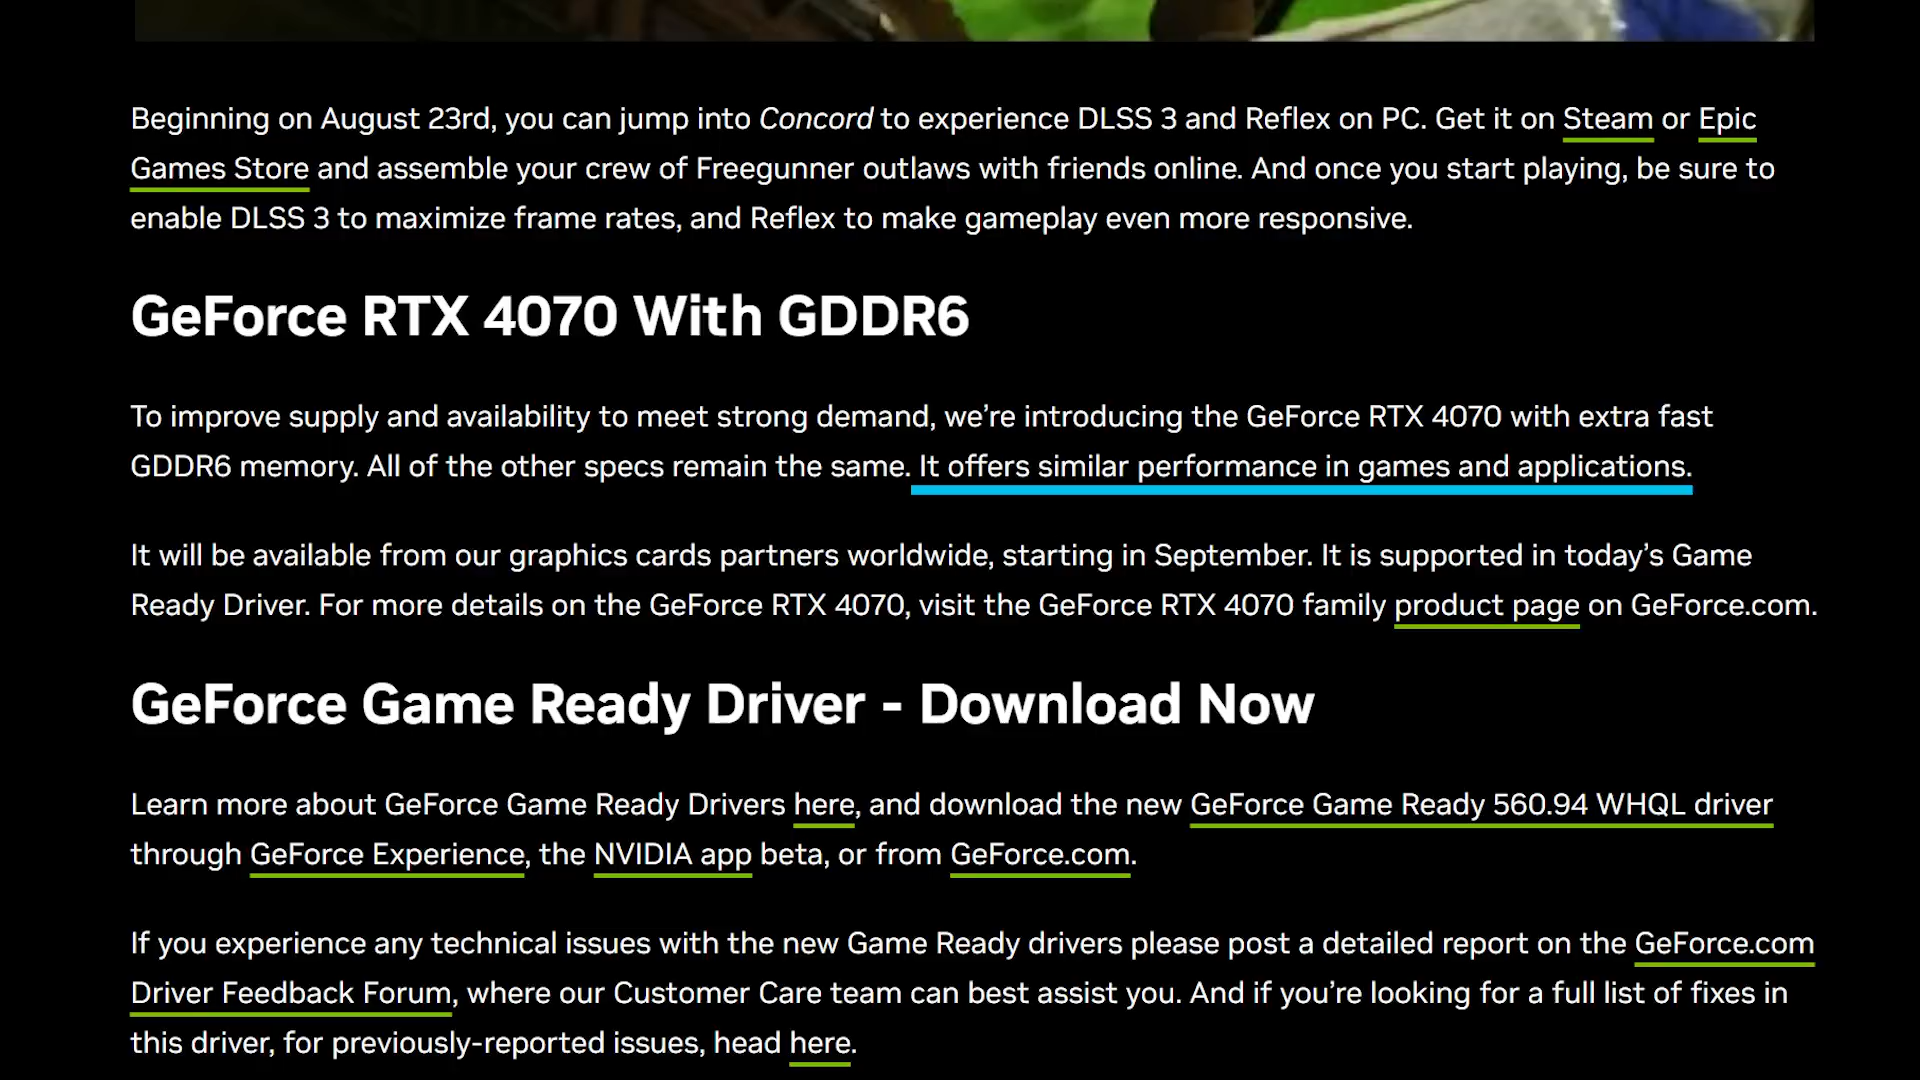 Beginning on August 23rd, you can jump into Concord to experience DLSS 3 and Reflex on PC. Get it on Steam or Epic
Games Store and assemble your crew of Freegunner outlaws with friends online. And once you start playing, be sure to
enable DLSS 3 to maximize frame rates, and Reflex to make gameplay even more responsive.
GeForce RTX 4070 With GDDR6
To improve supply and availability to meet strong demand, we’re introducing the GeForce RTX 4070 with extra fast
GDDR6 memory. All of the other specs remain the same. It offers similar performance in games and applications.
It will be available from our graphics cards partners worldwide, starting in September. It is supported in today’s Game
Ready Driver. For more details on the GeForce RTX 4070, visit the GeForce RTX 4070 family product page on GeForce.com.
GeForce Game Ready Driver - Download Now
Learn more about GeForce Game Ready Drivers here, and download the new GeForce Game Ready 560.94 WHQL driver
through GeForce Experience, the NVIDIA app beta, or from GeForce.com.
If you experience any technical issues with the new Game Ready drivers please post a detailed report on the GeForce.com
Driver Feedback Forum, where our Customer Care team can best assist you. And if you’re looking for a full list of fixes in
this driver, for previously-reported issues, head here.